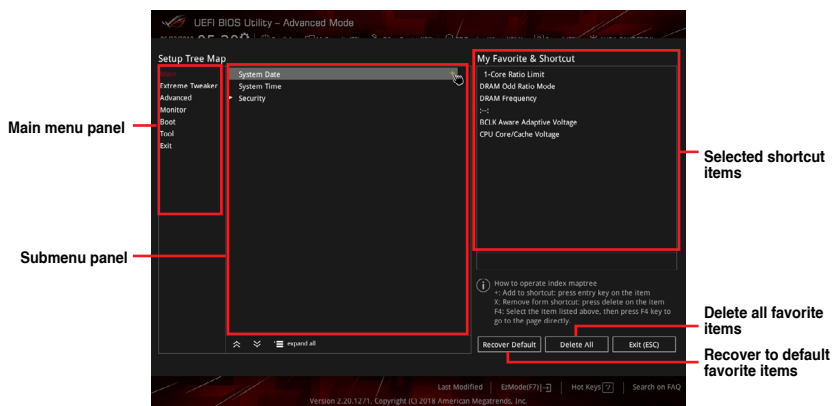 UEFI BIOS Utility – Advanced Mode
Setup Tree Map
My Favorite & Shortcut
Main
Extreme Tweaker
Advanced
Monitor
Boot
Tool
Exit
System Date
System Time
Security
1-Core Ratio Limit
DRAM Odd Ratio Mode
DRAM Frequency
:--:
BCLK Aware Adaptive Voltage
CPU Core/Cache Voltage
Main menu panel
Submenu panel
Selected shortcut
items
How to operate index maptree
+: Add to shortcut: press entry key on the item
X: Remove form shortcut: press delete on the item
F4: Select the item listed above, then press F4 key to
go to the page directly.
Delete all favorite
items
Recover Default
Delete All
Exit (ESC)
expand all
Recover to default
favorite items
Last Modified
EzMode(F7)
Hot Keys ?
Search on FAQ
Version 2.20.1271. Copyright (C) 2018 American Megatrends, Inc.